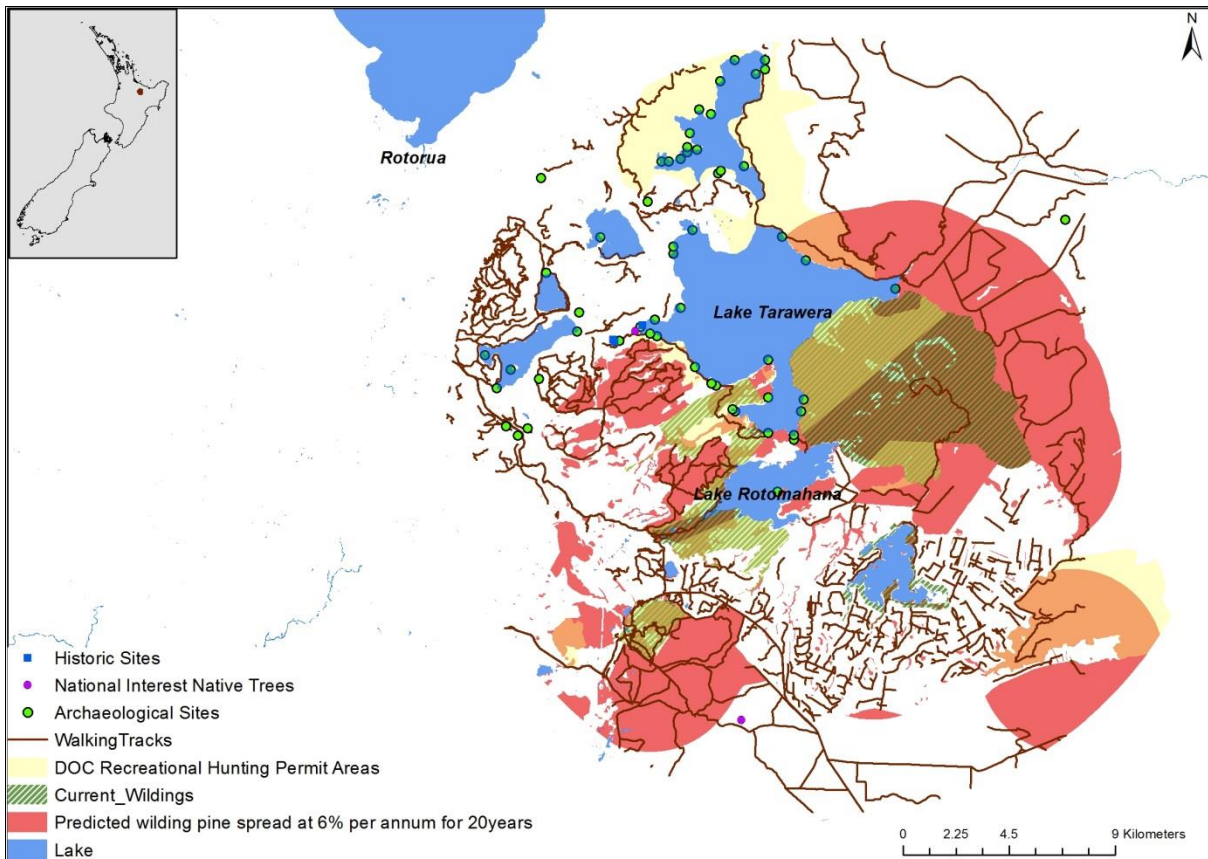 N
Rotorua
Lake Tarawera
Lake Rotomahana
Historic Sites
National Interest Native Trees
Archaeological Sites
WalkingTracks
DOC Recreational Hunting Permit Areas
Current_Wildings
Predicted wilding pine spread at 6% per annum for 20years
Lake
0 2.25 4.5 9 Kilometers